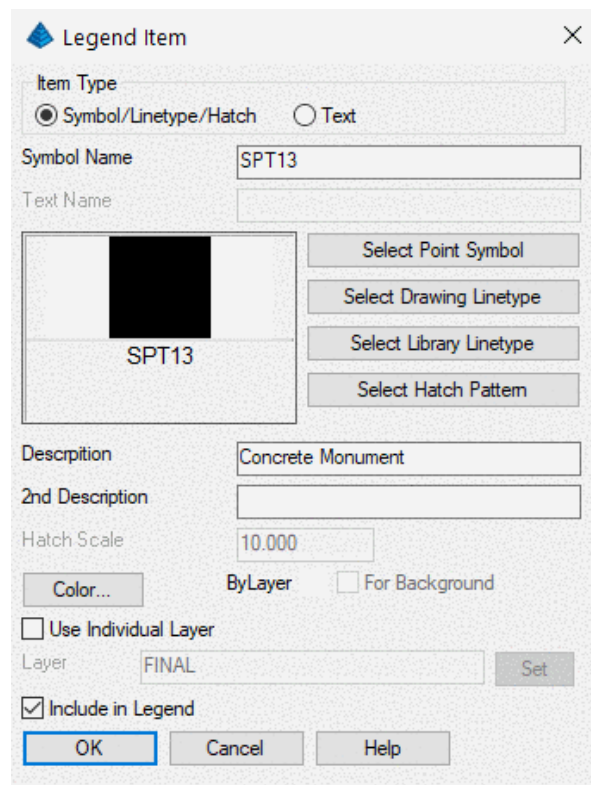 Legend Item
Item Type
Symbol/Linetype/Hatch Text
Symbol Name SPT13
Text Name
Select Point Symbol
Select Drawing Linetype
Select Library Linetype
Select Hatch Pattern
SPT13
Descrpition Concrete Monument
2nd Description
Hatch Scale 10.000
Color... ByLayer For Background
Use Individual Layer
Layer FINAL Set
Include in Legend
OK Cancel Help